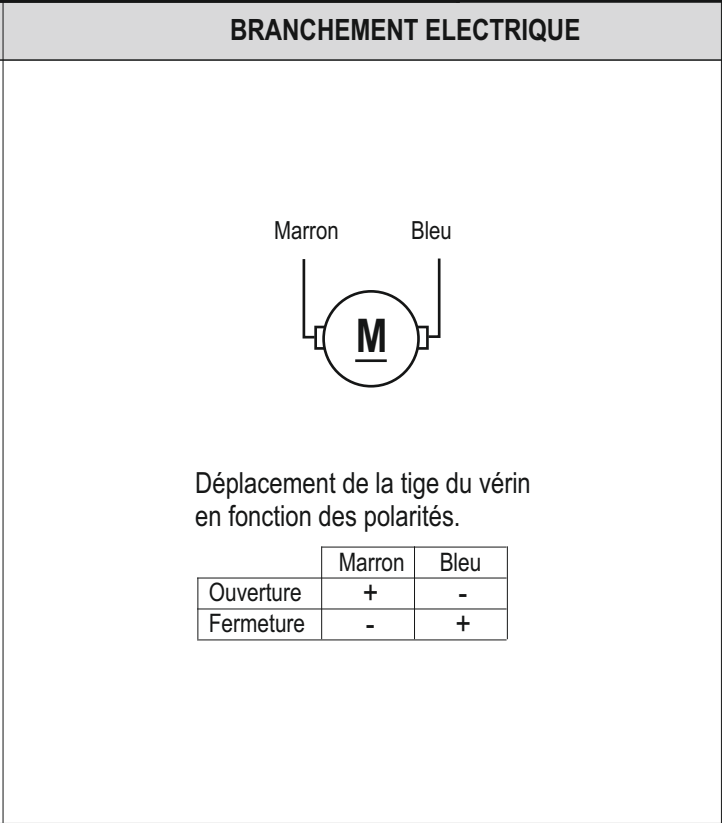 BRANCHEMENT ELECTRIQUE
Marron Bleu
M
Déplacement de la tige du vérin
en fonction des polarités.
Marron Bleu
Ouverture + -
Fermeture - +